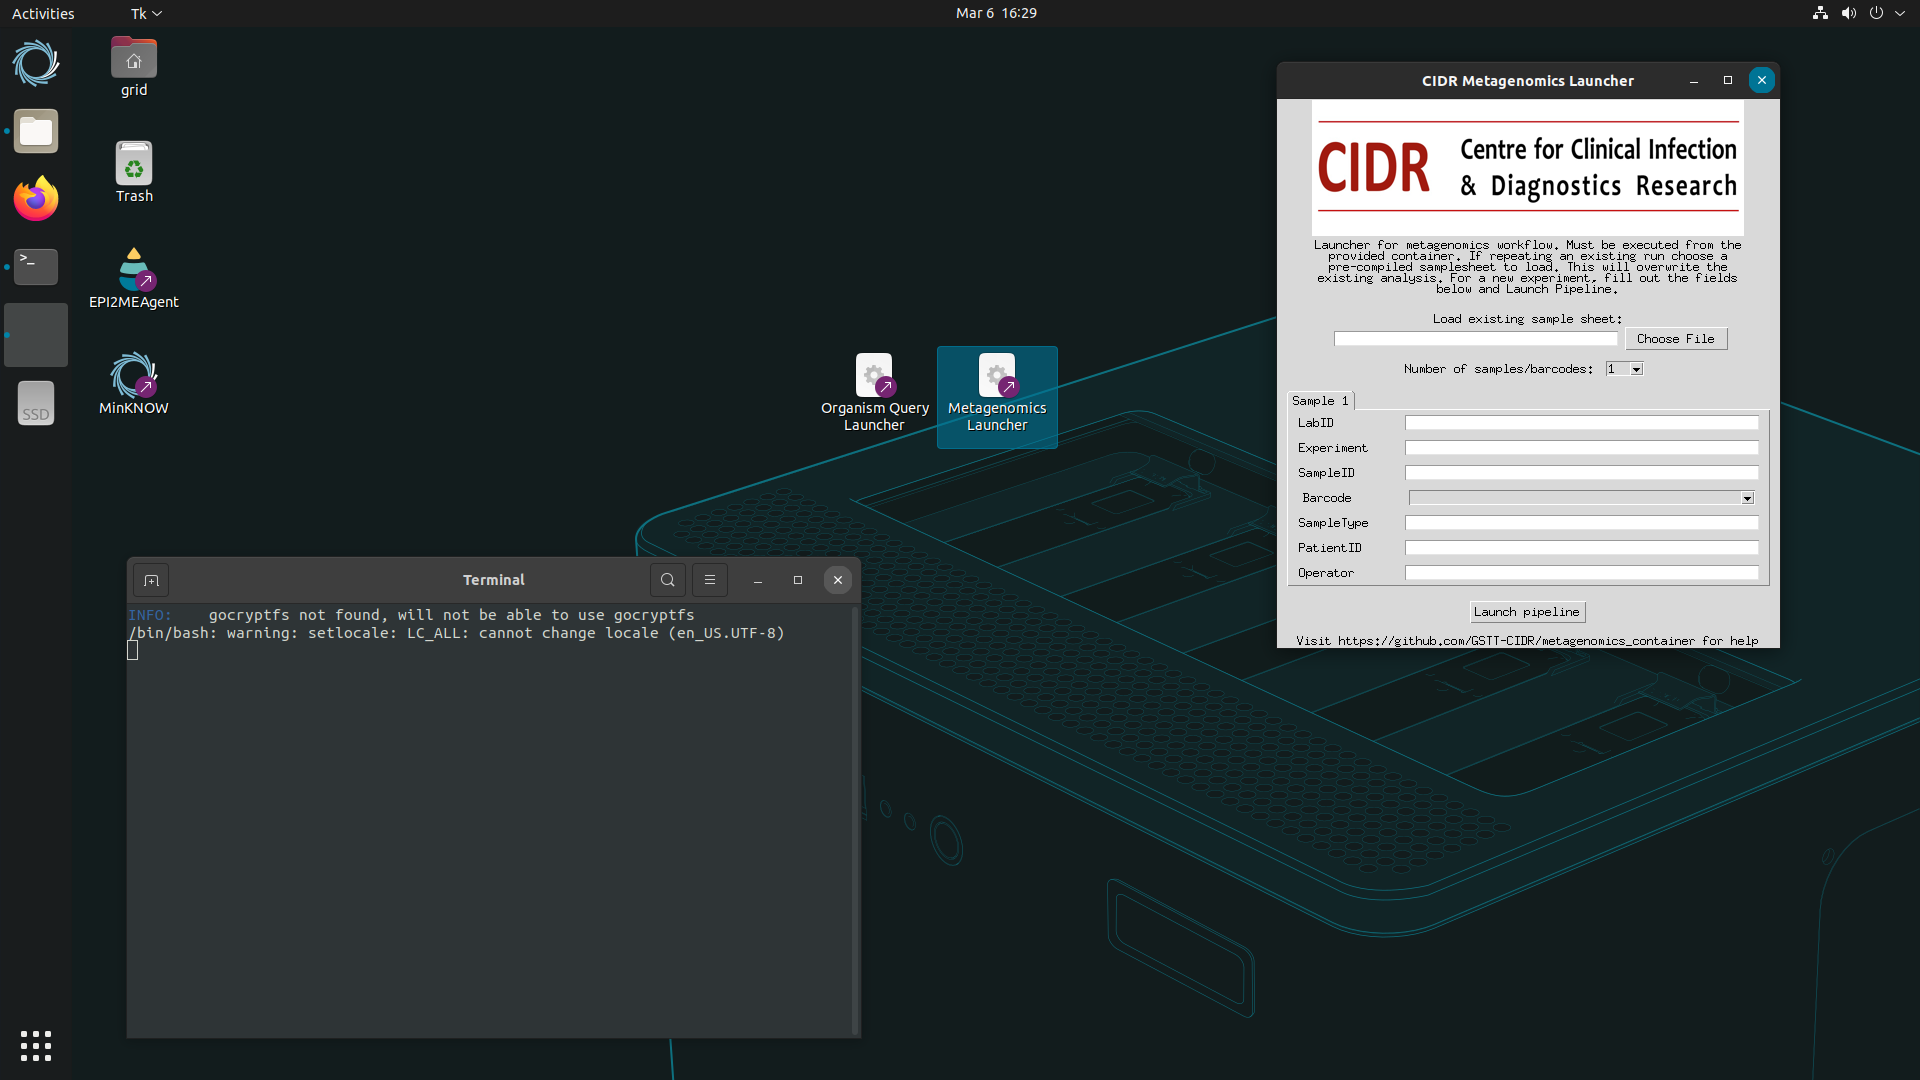 Activities
Tk
Mar 6 16:29
grid
Trash
EPI2MEAgent
MinKNOW
SSD
Organism Query
Launcher
Metagenomics
Launcher
CIDR Metagenomics Launcher
CIDR
Centre for Clinical Infection
& Diagnostics Research
Launcher for metagenomics workflow. Must be executed from the
provided container. If repeating an existing run choose a
pre-compiled samplesheet to load. This will overwrite the
existing analysis. For a new experiment, fill out the fields
below and Launch Pipeline.
Load existing sample sheet:
Choose File
Number of samples/barcodes: 1
Sample 1
LabID
Experiment
SampleID
Barcode
SampleType
PatientID
Operator
Launch pipeline
Visit https://github.com/GSTT-CIDR/metagenomics_container for help
Terminal
INFO: gocryptfs not found, will not be able to use gocryptfs
/bin/bash: warning: setlocale: LC_ALL: cannot change locale (en_US.UTF-8)